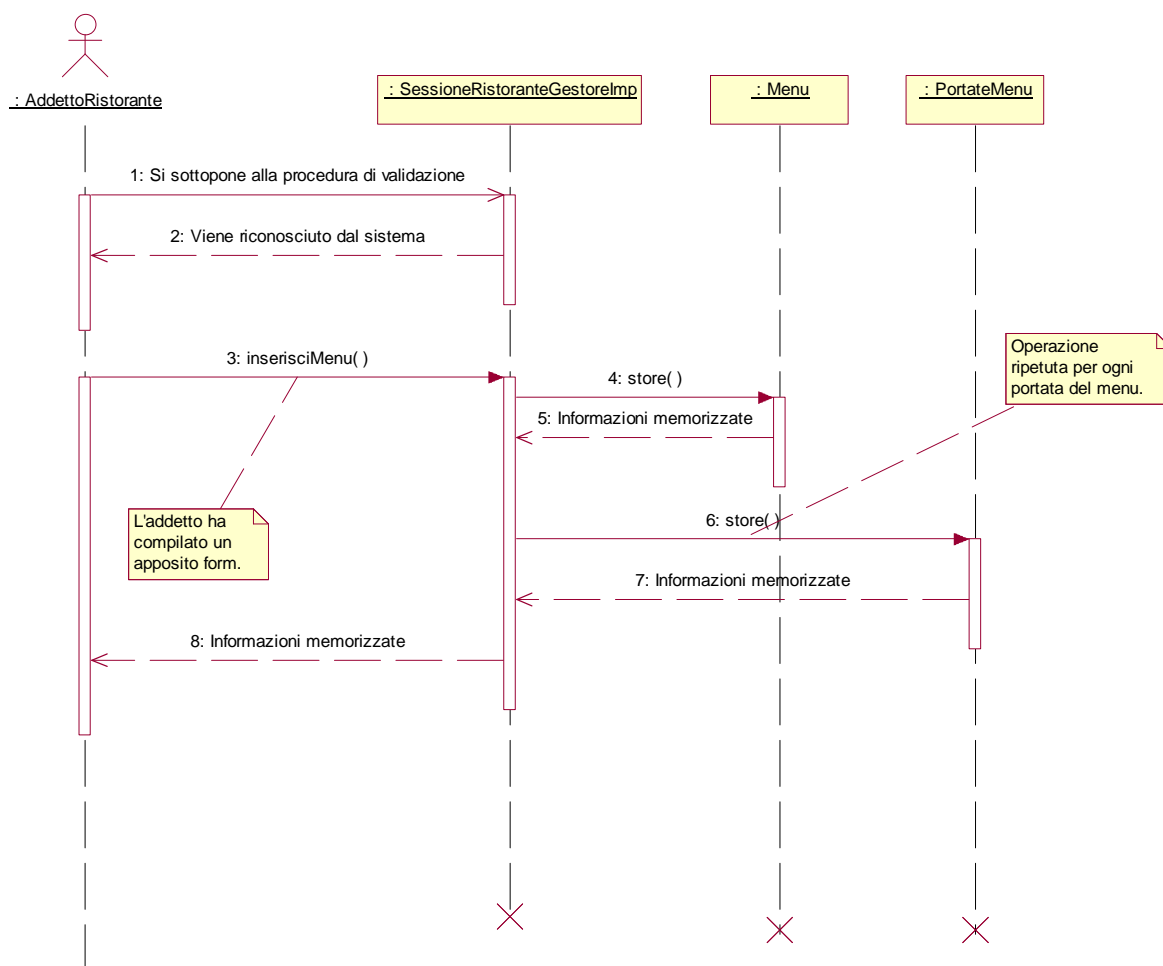 : AddettoRistorante
: SessioneRistoranteGestoreImp
: Menu
: PortateMenu
1: Si sottopone alla procedura di validazione
2: Viene riconosciuto dal sistema
Operazione
ripetuta per ogni
portata del menu.
3: inserisciMenu( )
4: store( )
5: Informazioni memorizzate
L'addetto ha
compilato un
apposito form.
6: store( )
7: Informazioni memorizzate
8: Informazioni memorizzate